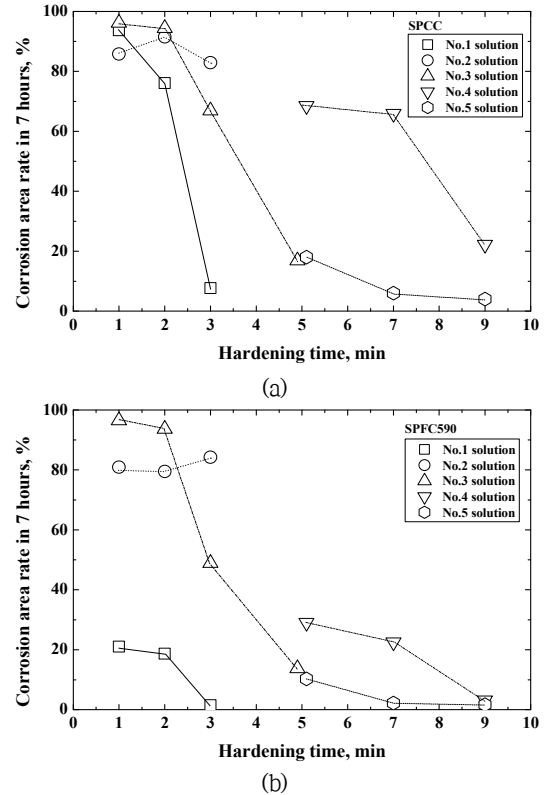 SPCC
No.1 solution
No.2 solution
No.3 solution
No.4 solution
No.5 solution
Corrosion area rate in 7 hours, %
100
80
60
40
20
0
0 1 2 3 4 5 6 7 8 9 10
Hardening time, min
(a)
SPFC590
No.1 solution
No.2 solution
No.3 solution
No.4 solution
No.5 solution
Corrosion area rate in 7 hours, %
100
80
60
40
20
0
0 1 2 3 4 5 6 7 8 9 10
Hardening time, min
(b)